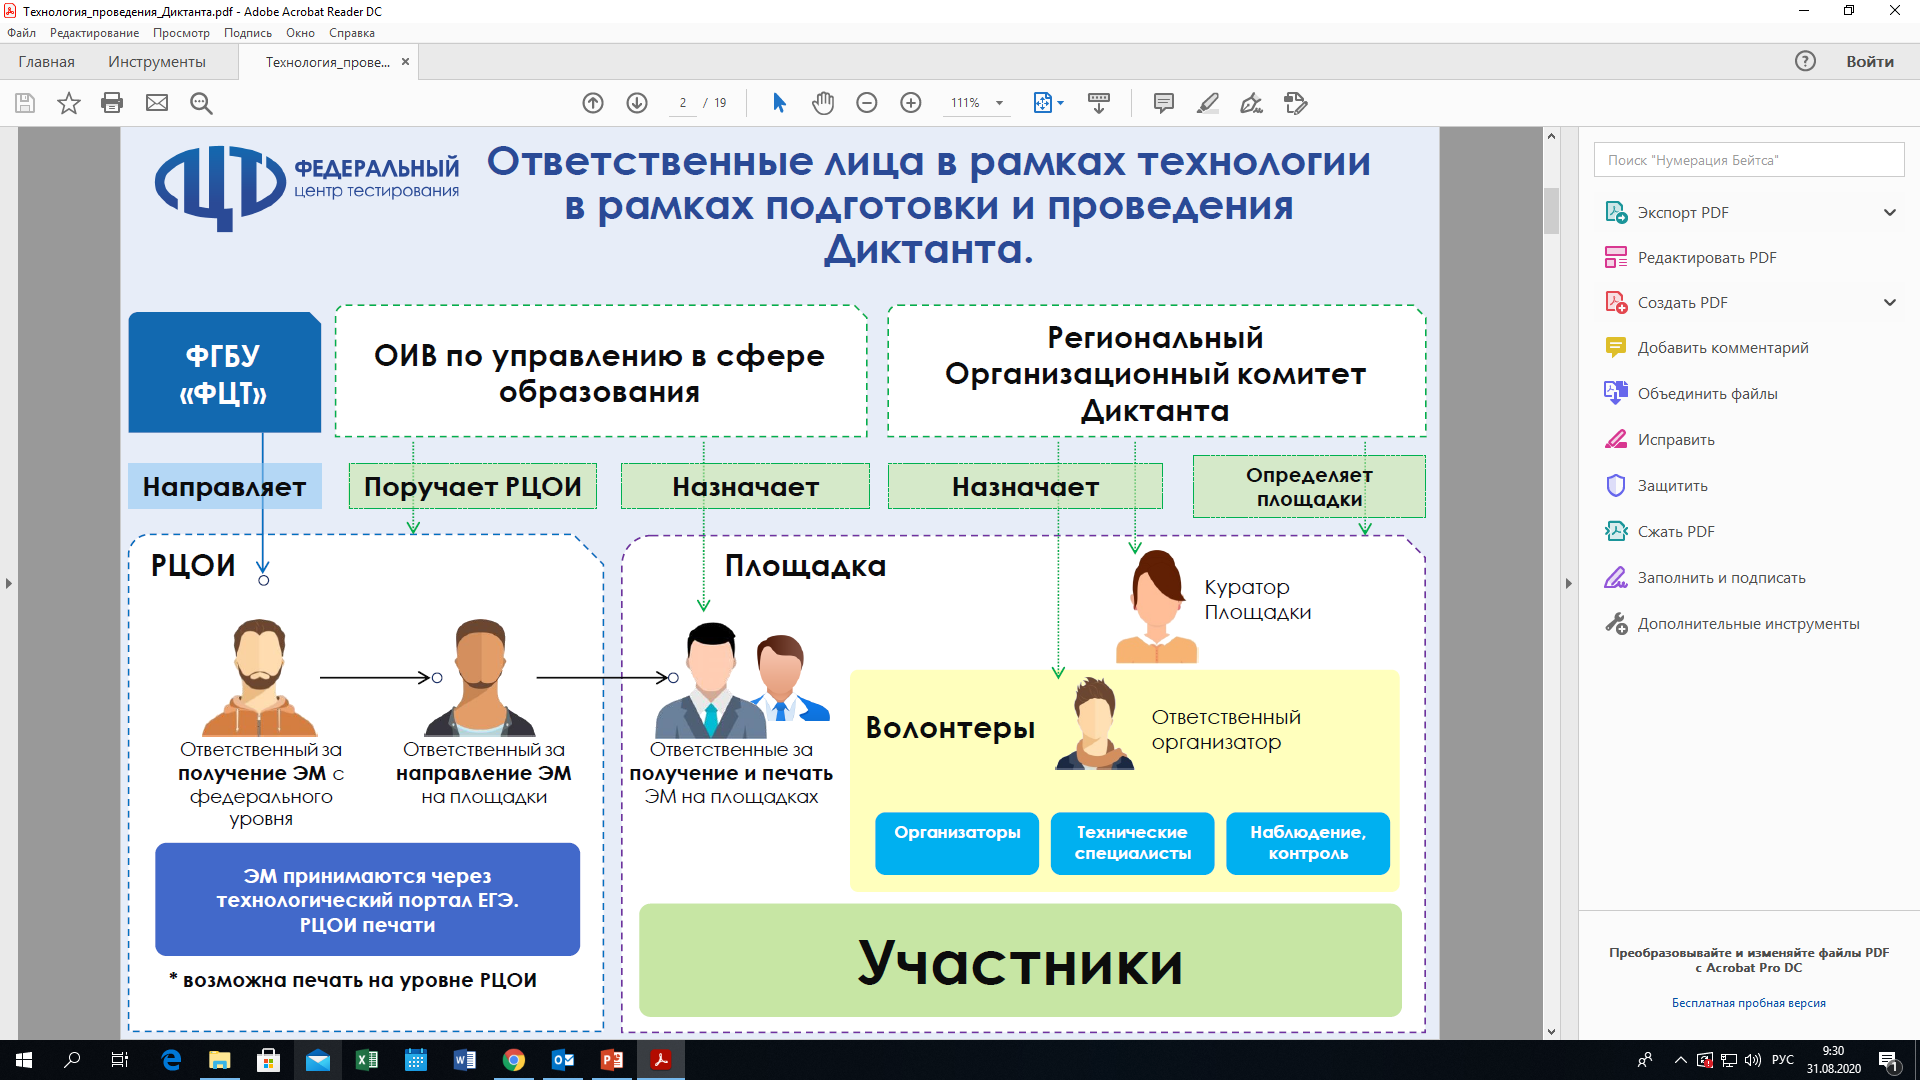 Технология_проведения_Диктанта.pdf - Adobe Acrobat Reader DC
Файл Редактирование Просмотр Подпись Окно Справка
Главная Инструменты Технология_прове... × ? Войти
2 / 19 111%
ФЕДЕРАЛЬНЫЙ
центр тестирования
Ответственные лица в рамках технологии
в рамках подготовки и проведения
Диктанта.
ФГБУ
«ФЦТ»
ОИВ по управлению в сфере
образования
Региональный
Организационный комитет
Диктанта
Направляет
Поручает РЦОИ
Назначает
Назначает
Определяет
площадки
РЦОИ
Ответственный за
получение ЭМ с
федерального
уровня
Ответственный за
направление ЭМ
на площадки
ЭМ принимаются через
технологический портал ЕГЭ.
РЦОИ печати
* возможна печать на уровне РЦОИ
Площадка
Ответственные за
получение и печать
ЭМ на площадках
Куратор
Площадки
Волонтеры
Ответственный
организатор
Организаторы
Технические
специалисты
Наблюдение,
контроль
Участники
Поиск "Нумерация Бейтса"
Экспорт PDF
Редактировать PDF
Создать PDF
Добавить комментарий
Объединить файлы
Исправить
Защитить
Сжать PDF
Заполнить и подписать
Дополнительные инструменты
Преобразовывайте и изменяйте файлы PDF
с Acrobat Pro DC
Бесплатная пробная версия
РУС
9:30
31.08.2020
1